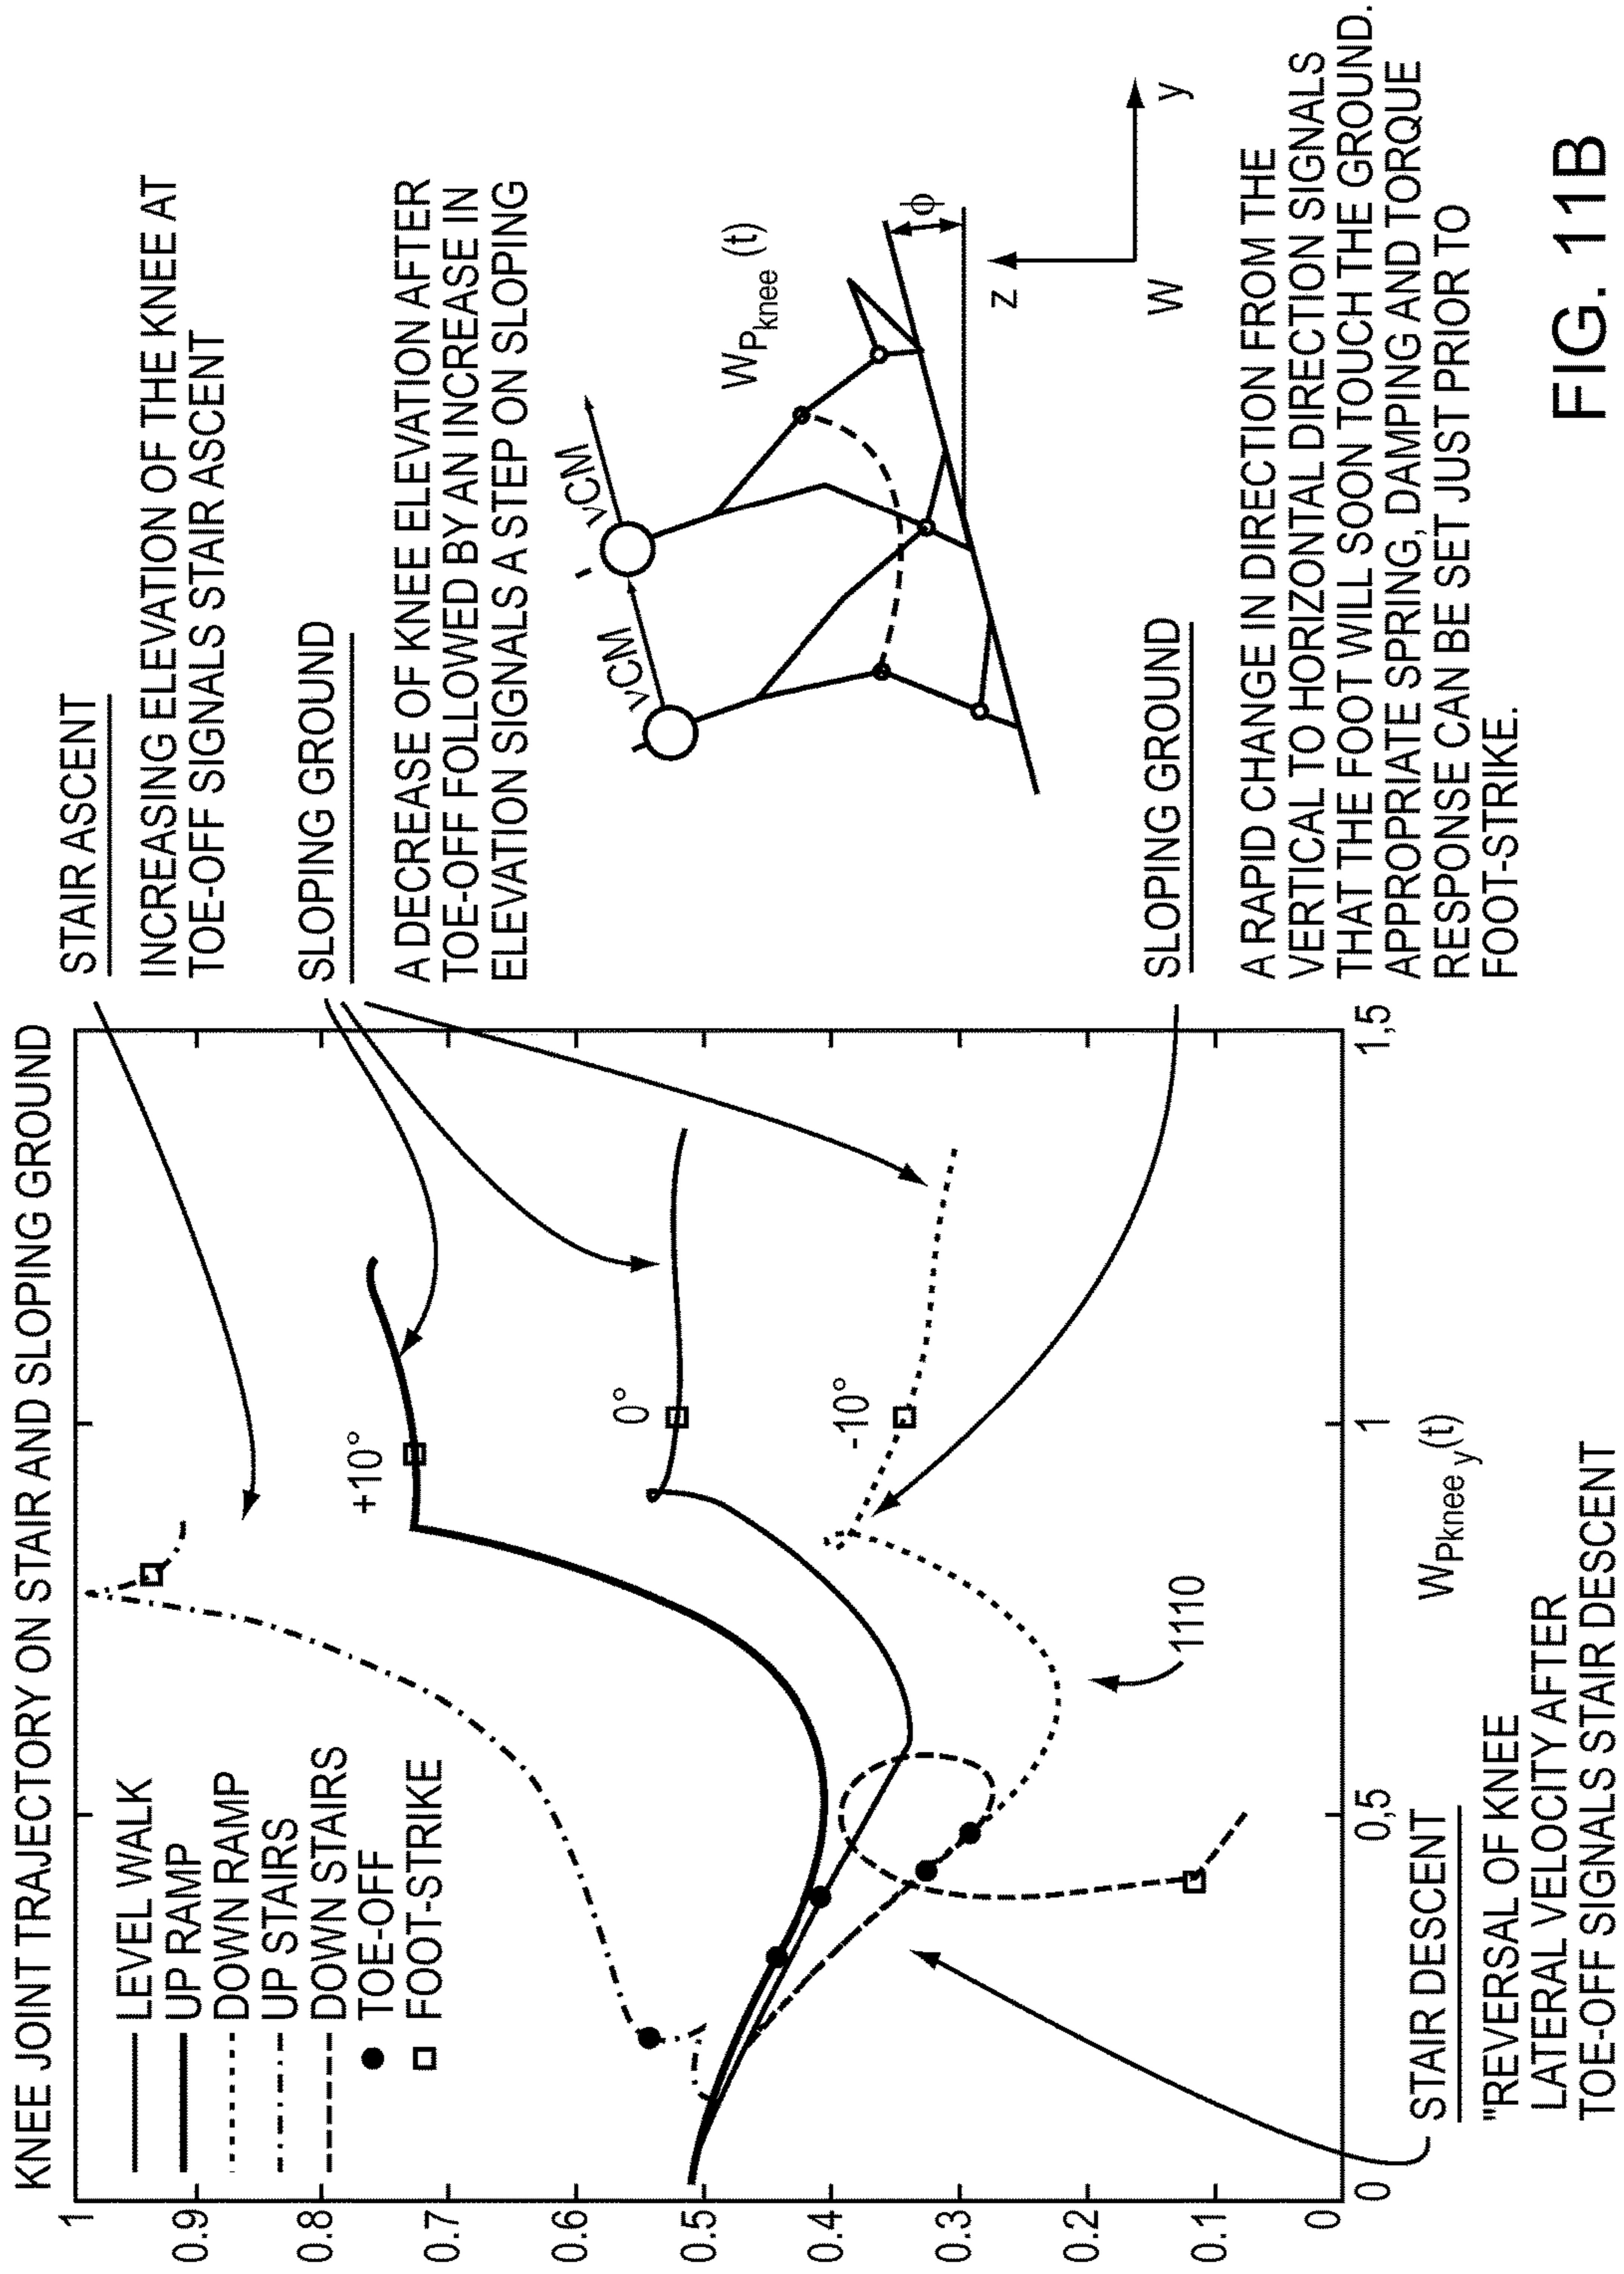 KNEE JOINT TRAJECTORY ON STAIR AND SLOPING GROUND
1
0.9
0.8
0.7
0.6
0.5
0.4
0.3
0.2
0.1
0
0
0,5
1
1,5
LEVEL WALK
UP RAMP
DOWN RAMP
UP STAIRS
DOWN STAIRS
TOE-OFF
FOOT-STRIKE
+10°
0°
-10°
1110
WPknee y(t)
STAIR DESCENT
"REVERSAL OF KNEE
LATERAL VELOCITY AFTER
TOE-OFF SIGNALS STAIR DESCENT
STAIR ASCENT
INCREASING ELEVATION OF THE KNEE AT
TOE-OFF SIGNALS STAIR ASCENT
SLOPING GROUND
A DECREASE OF KNEE ELEVATION AFTER
TOE-OFF FOLLOWED BY AN INCREASE IN
ELEVATION SIGNALS A STEP ON SLOPING
νCM
νCM
WPknee (t)
ϕ
z
W
y
SLOPING GROUND
A RAPID CHANGE IN DIRECTION FROM THE
VERTICAL TO HORIZONTAL DIRECTION SIGNALS
THAT THE FOOT WILL SOON TOUCH THE GROUND.
APPROPRIATE SPRING, DAMPING AND TORQUE
RESPONSE CAN BE SET JUST PRIOR TO
FOOT-STRIKE.
FIG. 11B